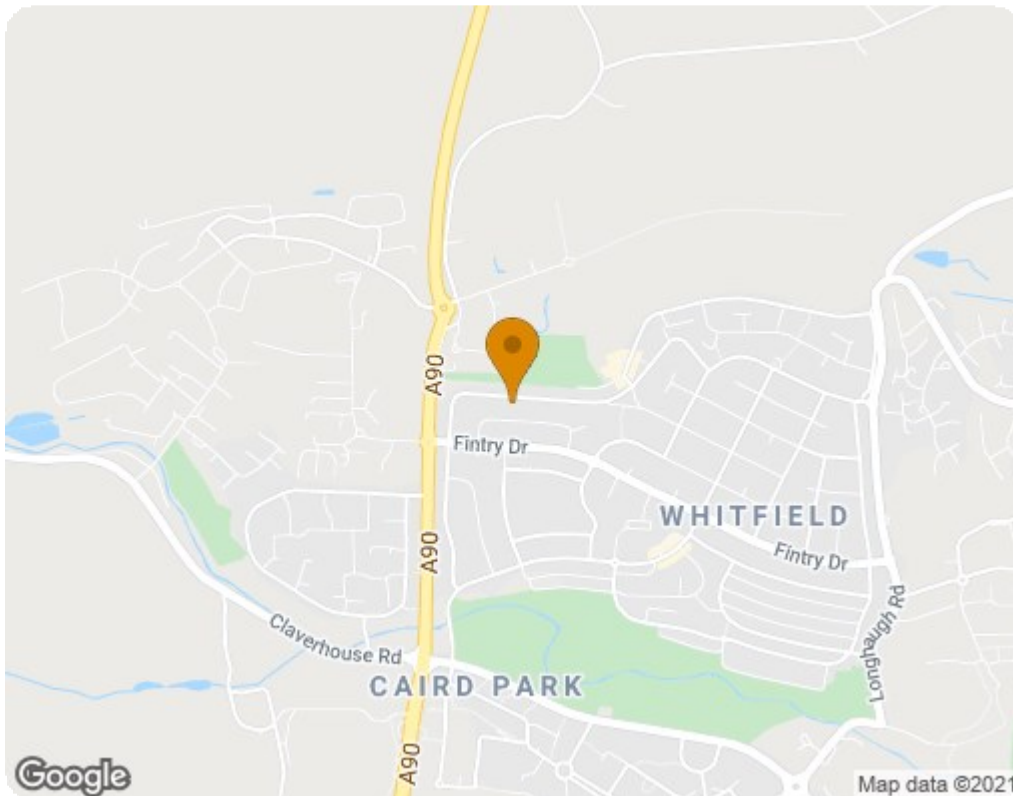 A90
Fintry Dr
WHITFIELD
A90
Fintry Dr
Claverhouse Rd
Longhaugh Rd
CAIRD PARK
A90
Google
Map data ©2021